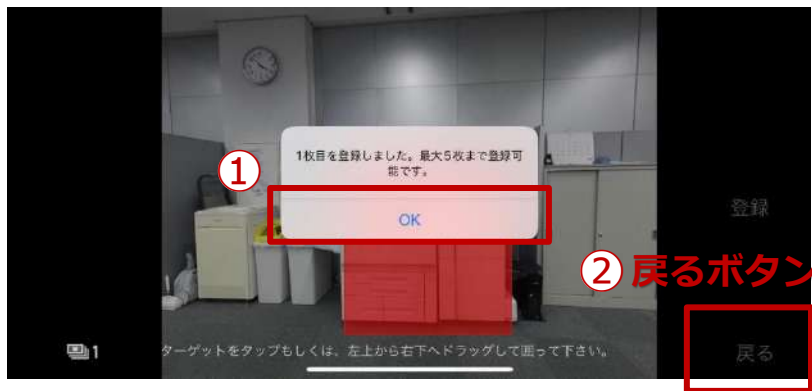 1枚目を登録しました。最大5枚まで登録可
能です。
①
OK
登録
② 戻るボタン
1
ターゲットをタップもしくは、左上から右下へドラッグして囲って下さい。
戻る